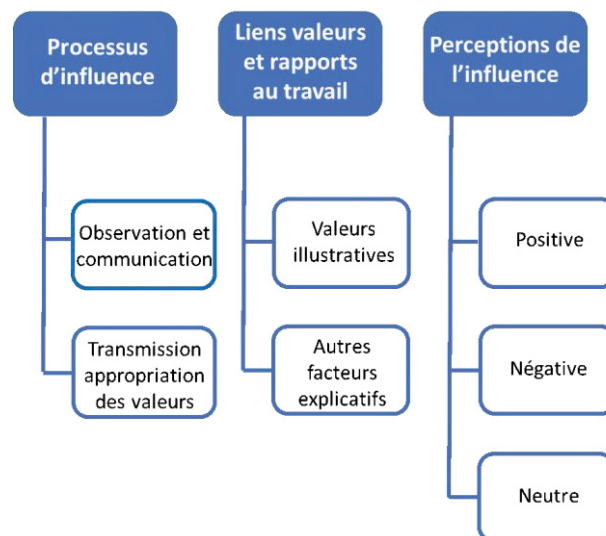 Processus
d’influence
Observation et
communication
Transmission
appropriation
des valeurs
Liens valeurs
et rapports
au travail
Valeurs
illustratives
Autres
facteurs
explicatifs
Perceptions de
l’influence
Positive
Négative
Neutre